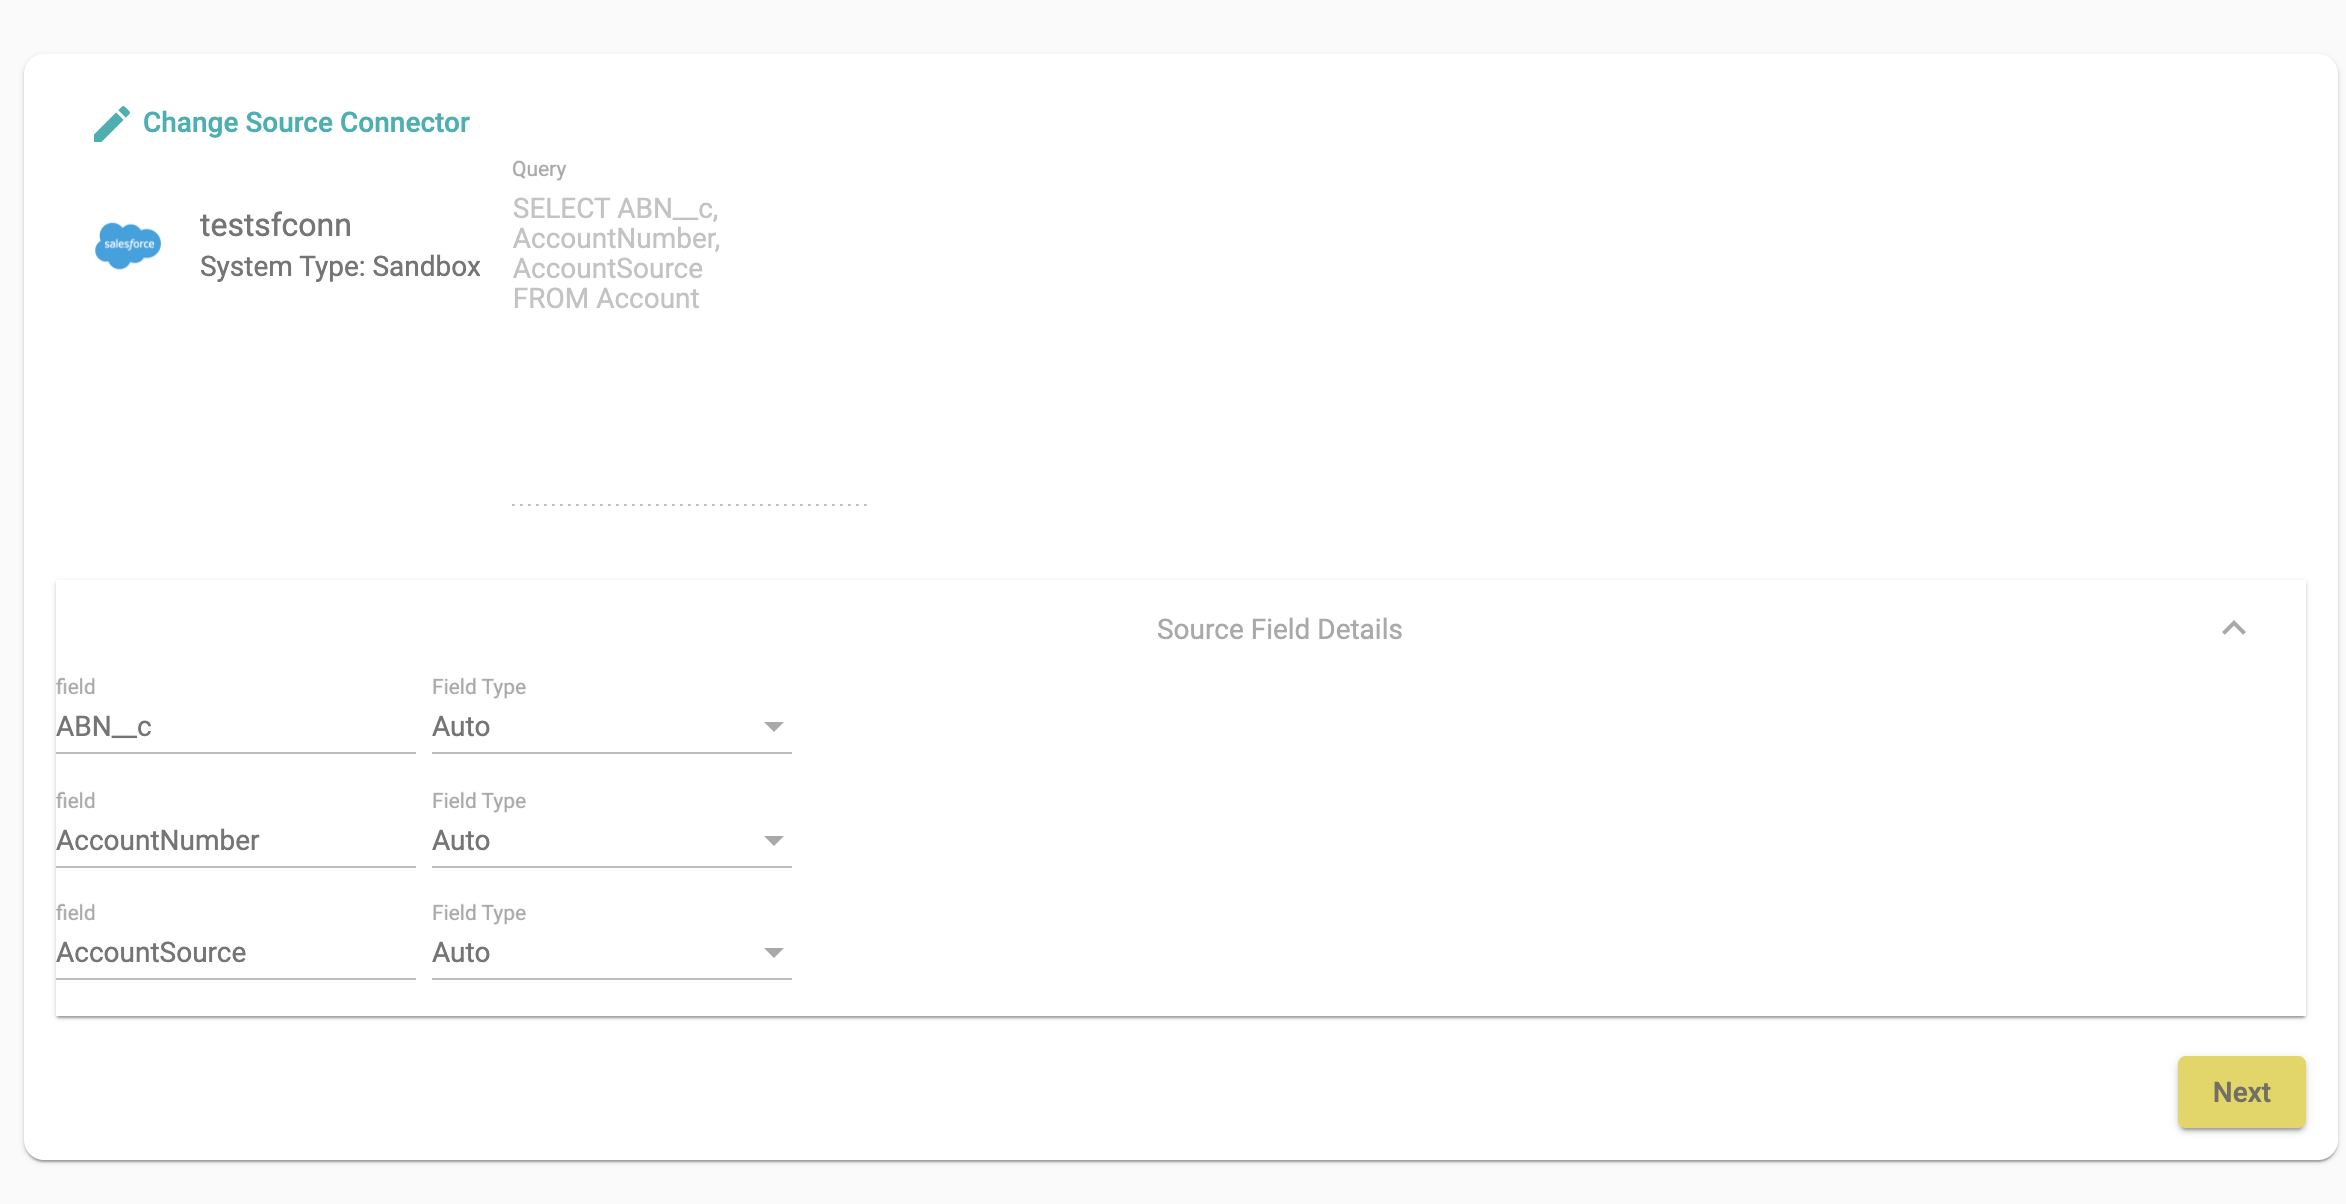 Change Source Connector
salesforce
testsfconn
System Type: Sandbox
Query
SELECT ABN__c,
AccountNumber,
AccountSource
FROM Account
Source Field Details
field
Field Type
ABN__c
Auto
field
Field Type
AccountNumber
Auto
field
Field Type
AccountSource
Auto
Next